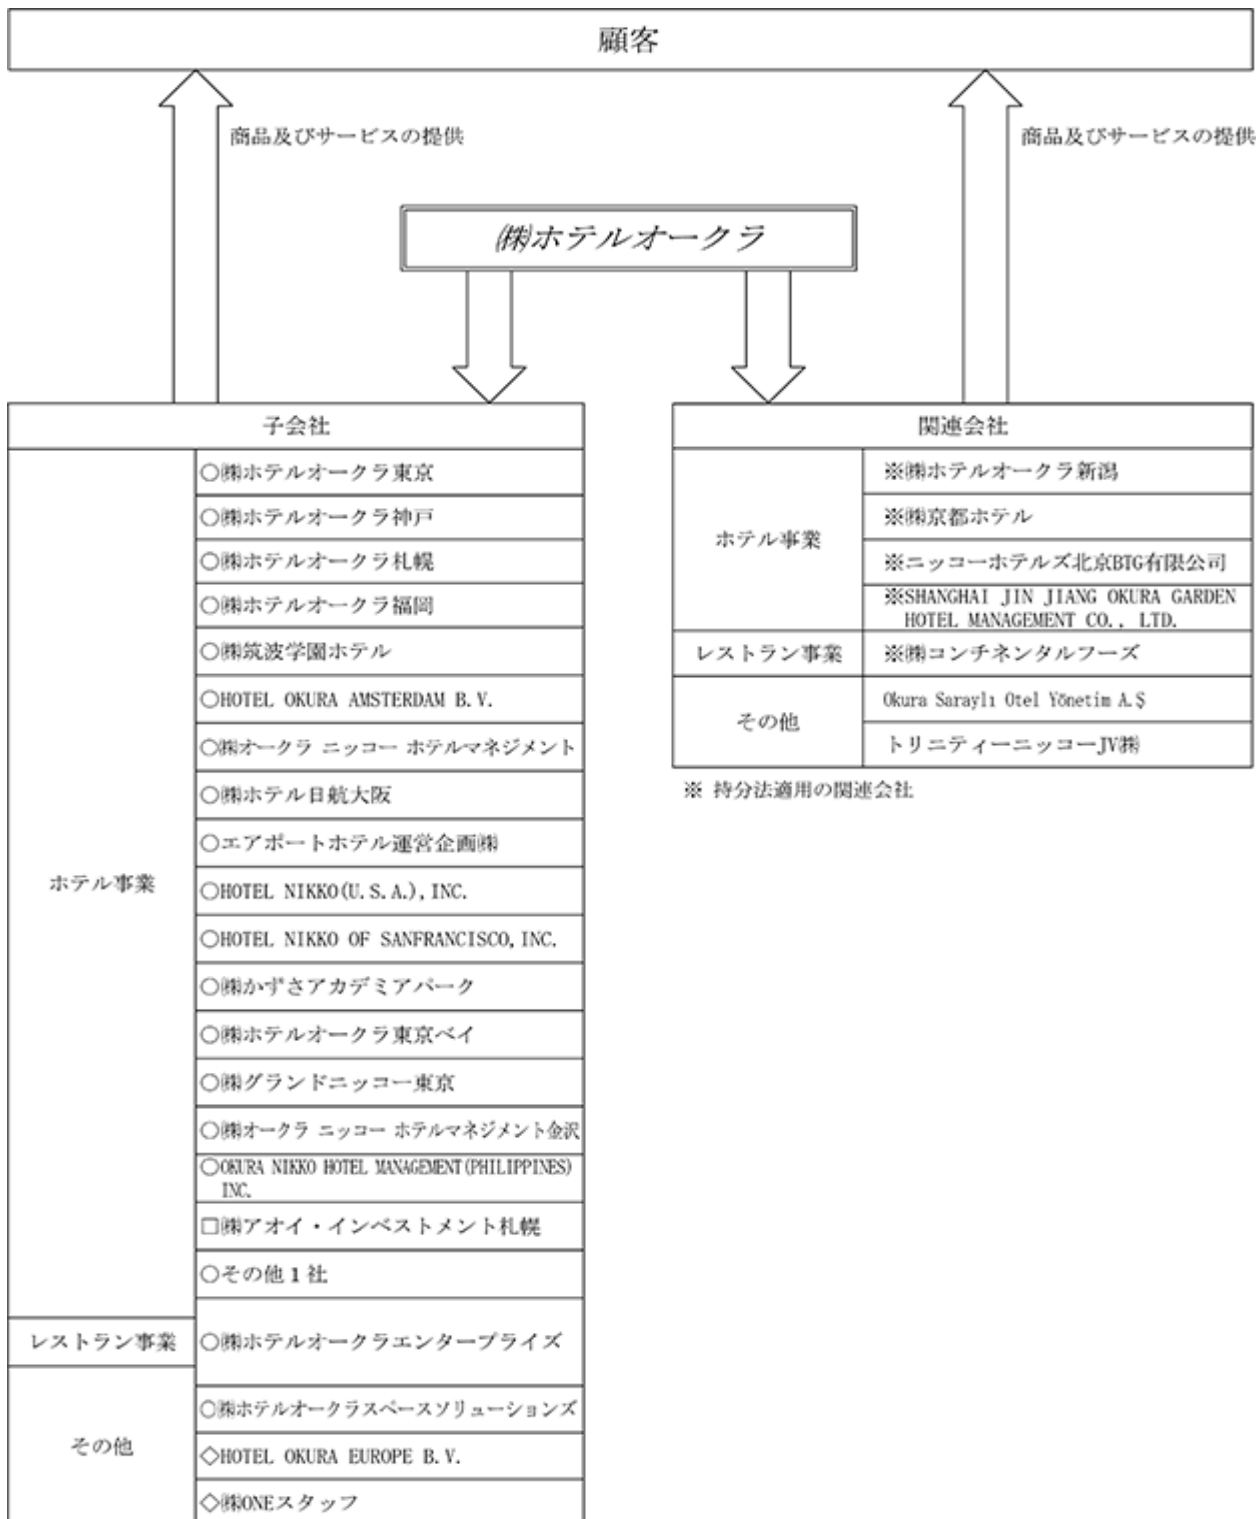 顧客
商品及びサービスの提供
商品及びサービスの提供
㈱ホテルオークラ
子会社
ホテル事業
○㈱ホテルオークラ東京
○㈱ホテルオークラ神戸
○㈱ホテルオークラ札幌
○㈱ホテルオークラ福岡
○㈱筑波学園ホテル
○HOTEL OKURA AMSTERDAM B.V.
○㈱オークラ ニッコー ホテルマネジメント
○㈱ホテル日航大阪
○エアポートホテル運営企画㈱
○HOTEL NIKKO(U.S.A.),INC.
○HOTEL NIKKO OF SANFRANCISCO,INC.
○㈱かずさアカデミアパーク
○㈱ホテルオークラ東京ベイ
○㈱グランドニッコー東京
○㈱オークラ ニッコー ホテルマネジメント金沢
○OKURA NIKKO HOTEL MANAGEMENT(PHILIPPINES)
INC.
□㈱アオイ・インベストメント札幌
○その他1社
レストラン事業
○㈱ホテルオークラエンタープライズ
その他
○㈱ホテルオークラスペースソリューションズ
◇HOTEL OKURA EUROPE B.V.
◇㈱ONEスタッフ
関連会社
ホテル事業
※㈱ホテルオークラ新潟
※㈱京都ホテル
※ニッコーホテルズ北京BTG有限公司
※SHANGHAI JIN JIANG OKURA GARDEN
HOTEL MANAGEMENT CO., LTD.
レストラン事業
※㈱コンチネンタルフーズ
その他
Okura Saraylı Otel Yönetim A.Ş
トリニティーニッコーJV㈱
※ 持分法適用の関連会社